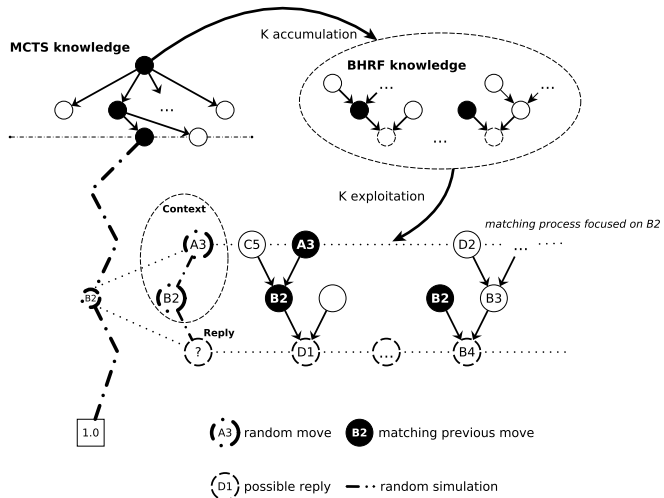 K accumulation
MCTS knowledge
BHRF knowledge
...
...
...
...
K exploitation
Context
matching process focused on B2
A3 C5 A3 D2 ...
B2 B2 B2 B2 B3
Reply
? D1 ... B4
1.0
A3 random move B2 matching previous move
D1 possible reply random simulation